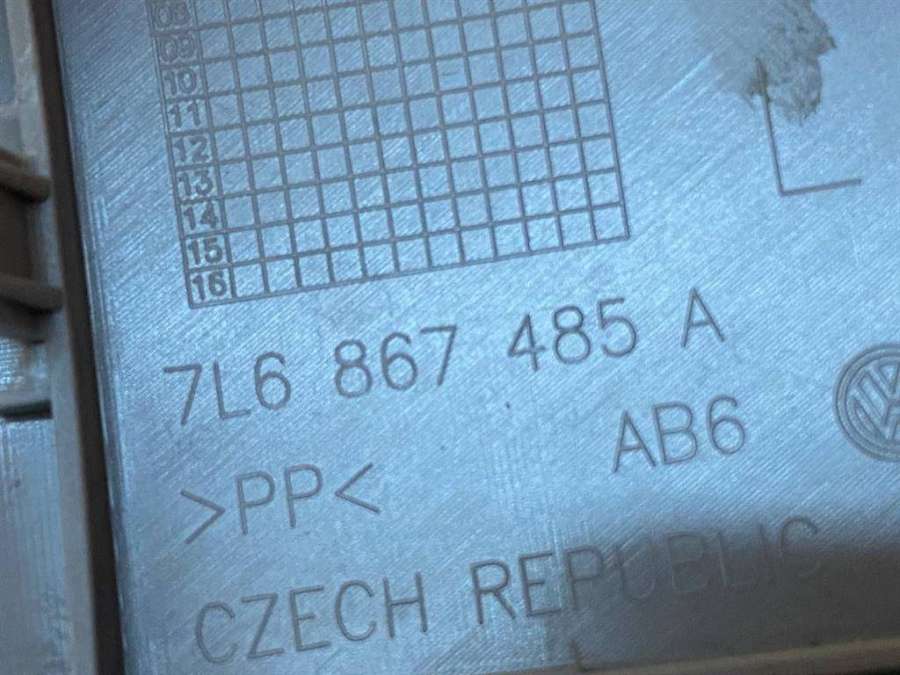 08
09
10
11
12
13
14
15
16
7L6 867 485 A
AB6
>PP<
CZECH REPUBLIC